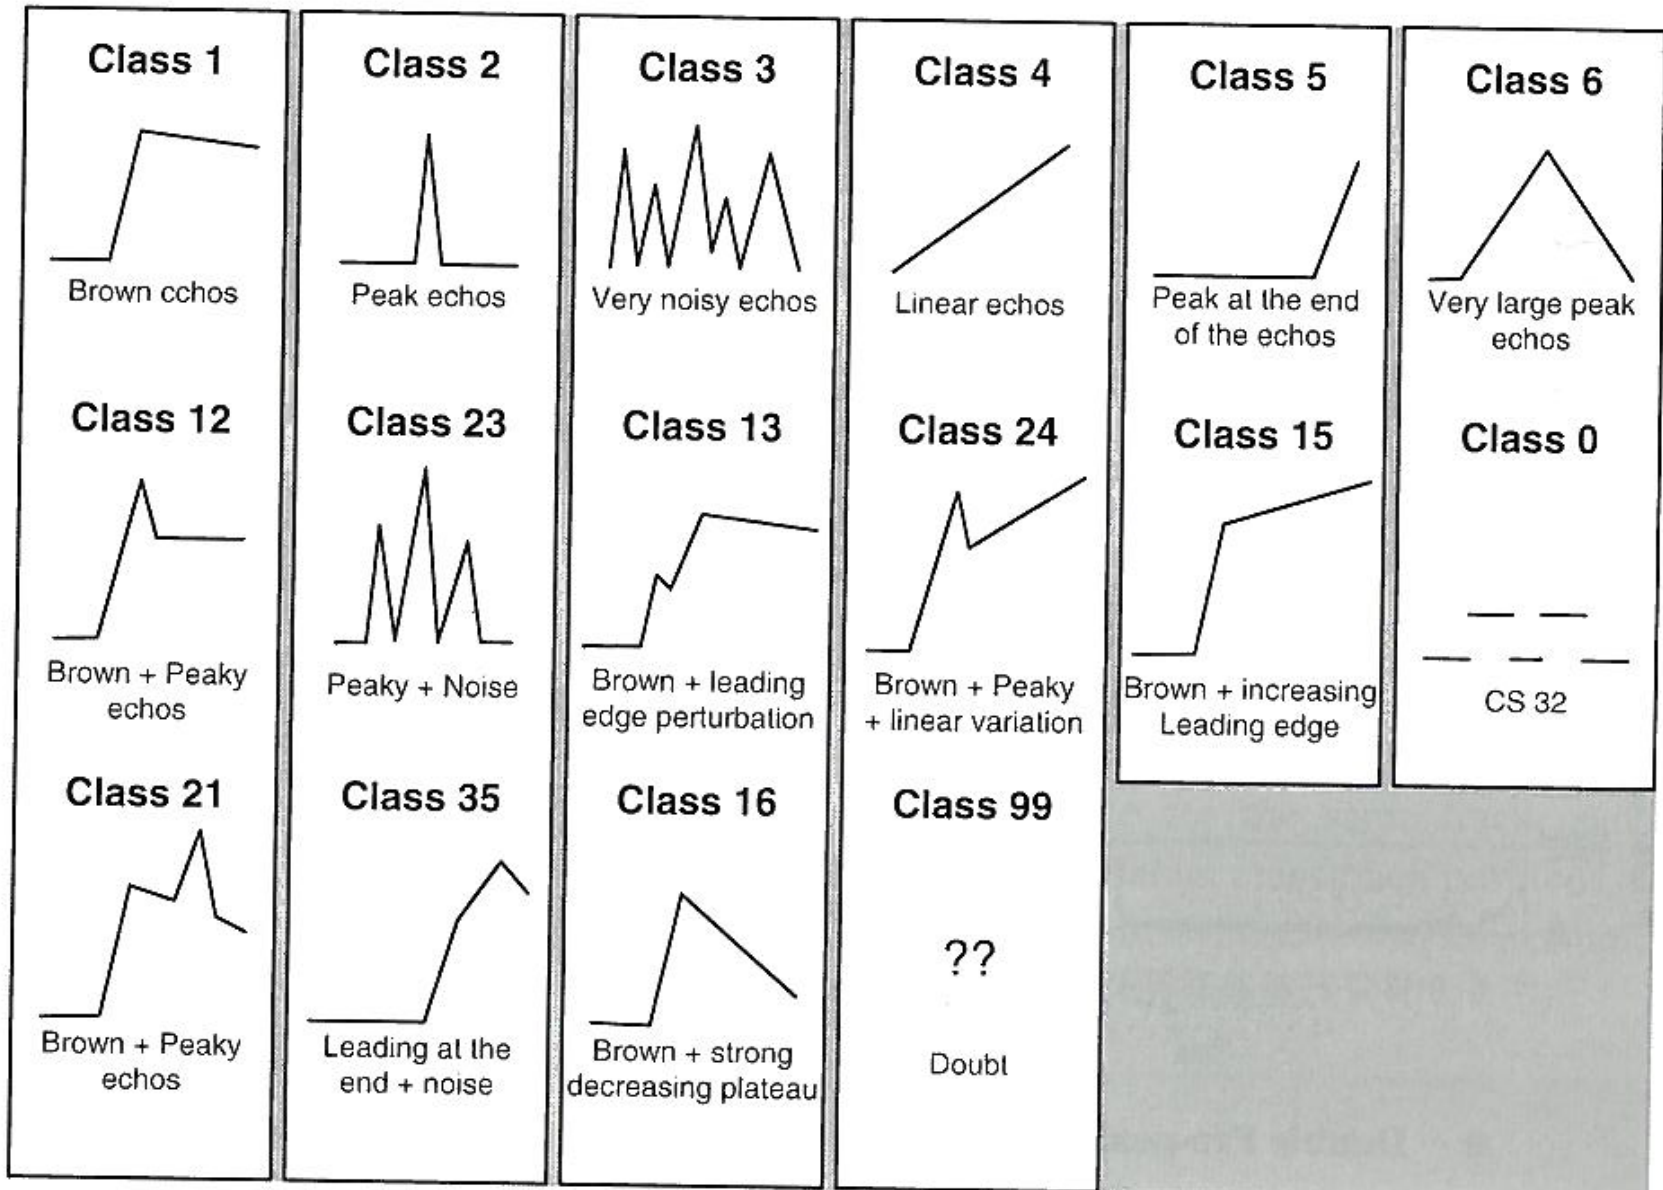 Class 1
Brown cchos
Class 12
Brown + Peaky
echos
Class 21
Brown + Peaky
echos
Class 2
Peak echos
Class 23
Peaky + Noise
Class 35
Leading at the
end + noise
Class 3
Very noisy echos
Class 13
Brown + leading
edge perturbation
Class 16
Brown + strong
decreasing plateau
Class 4
Linear echos
Class 24
Brown + Peaky
+ linear variation
Class 99
??
Doubt
Class 5
Peak at the end
of the echos
Class 15
Brown + increasing
Leading edge
Class 6
Very large peak
echos
Class 0
CS 32